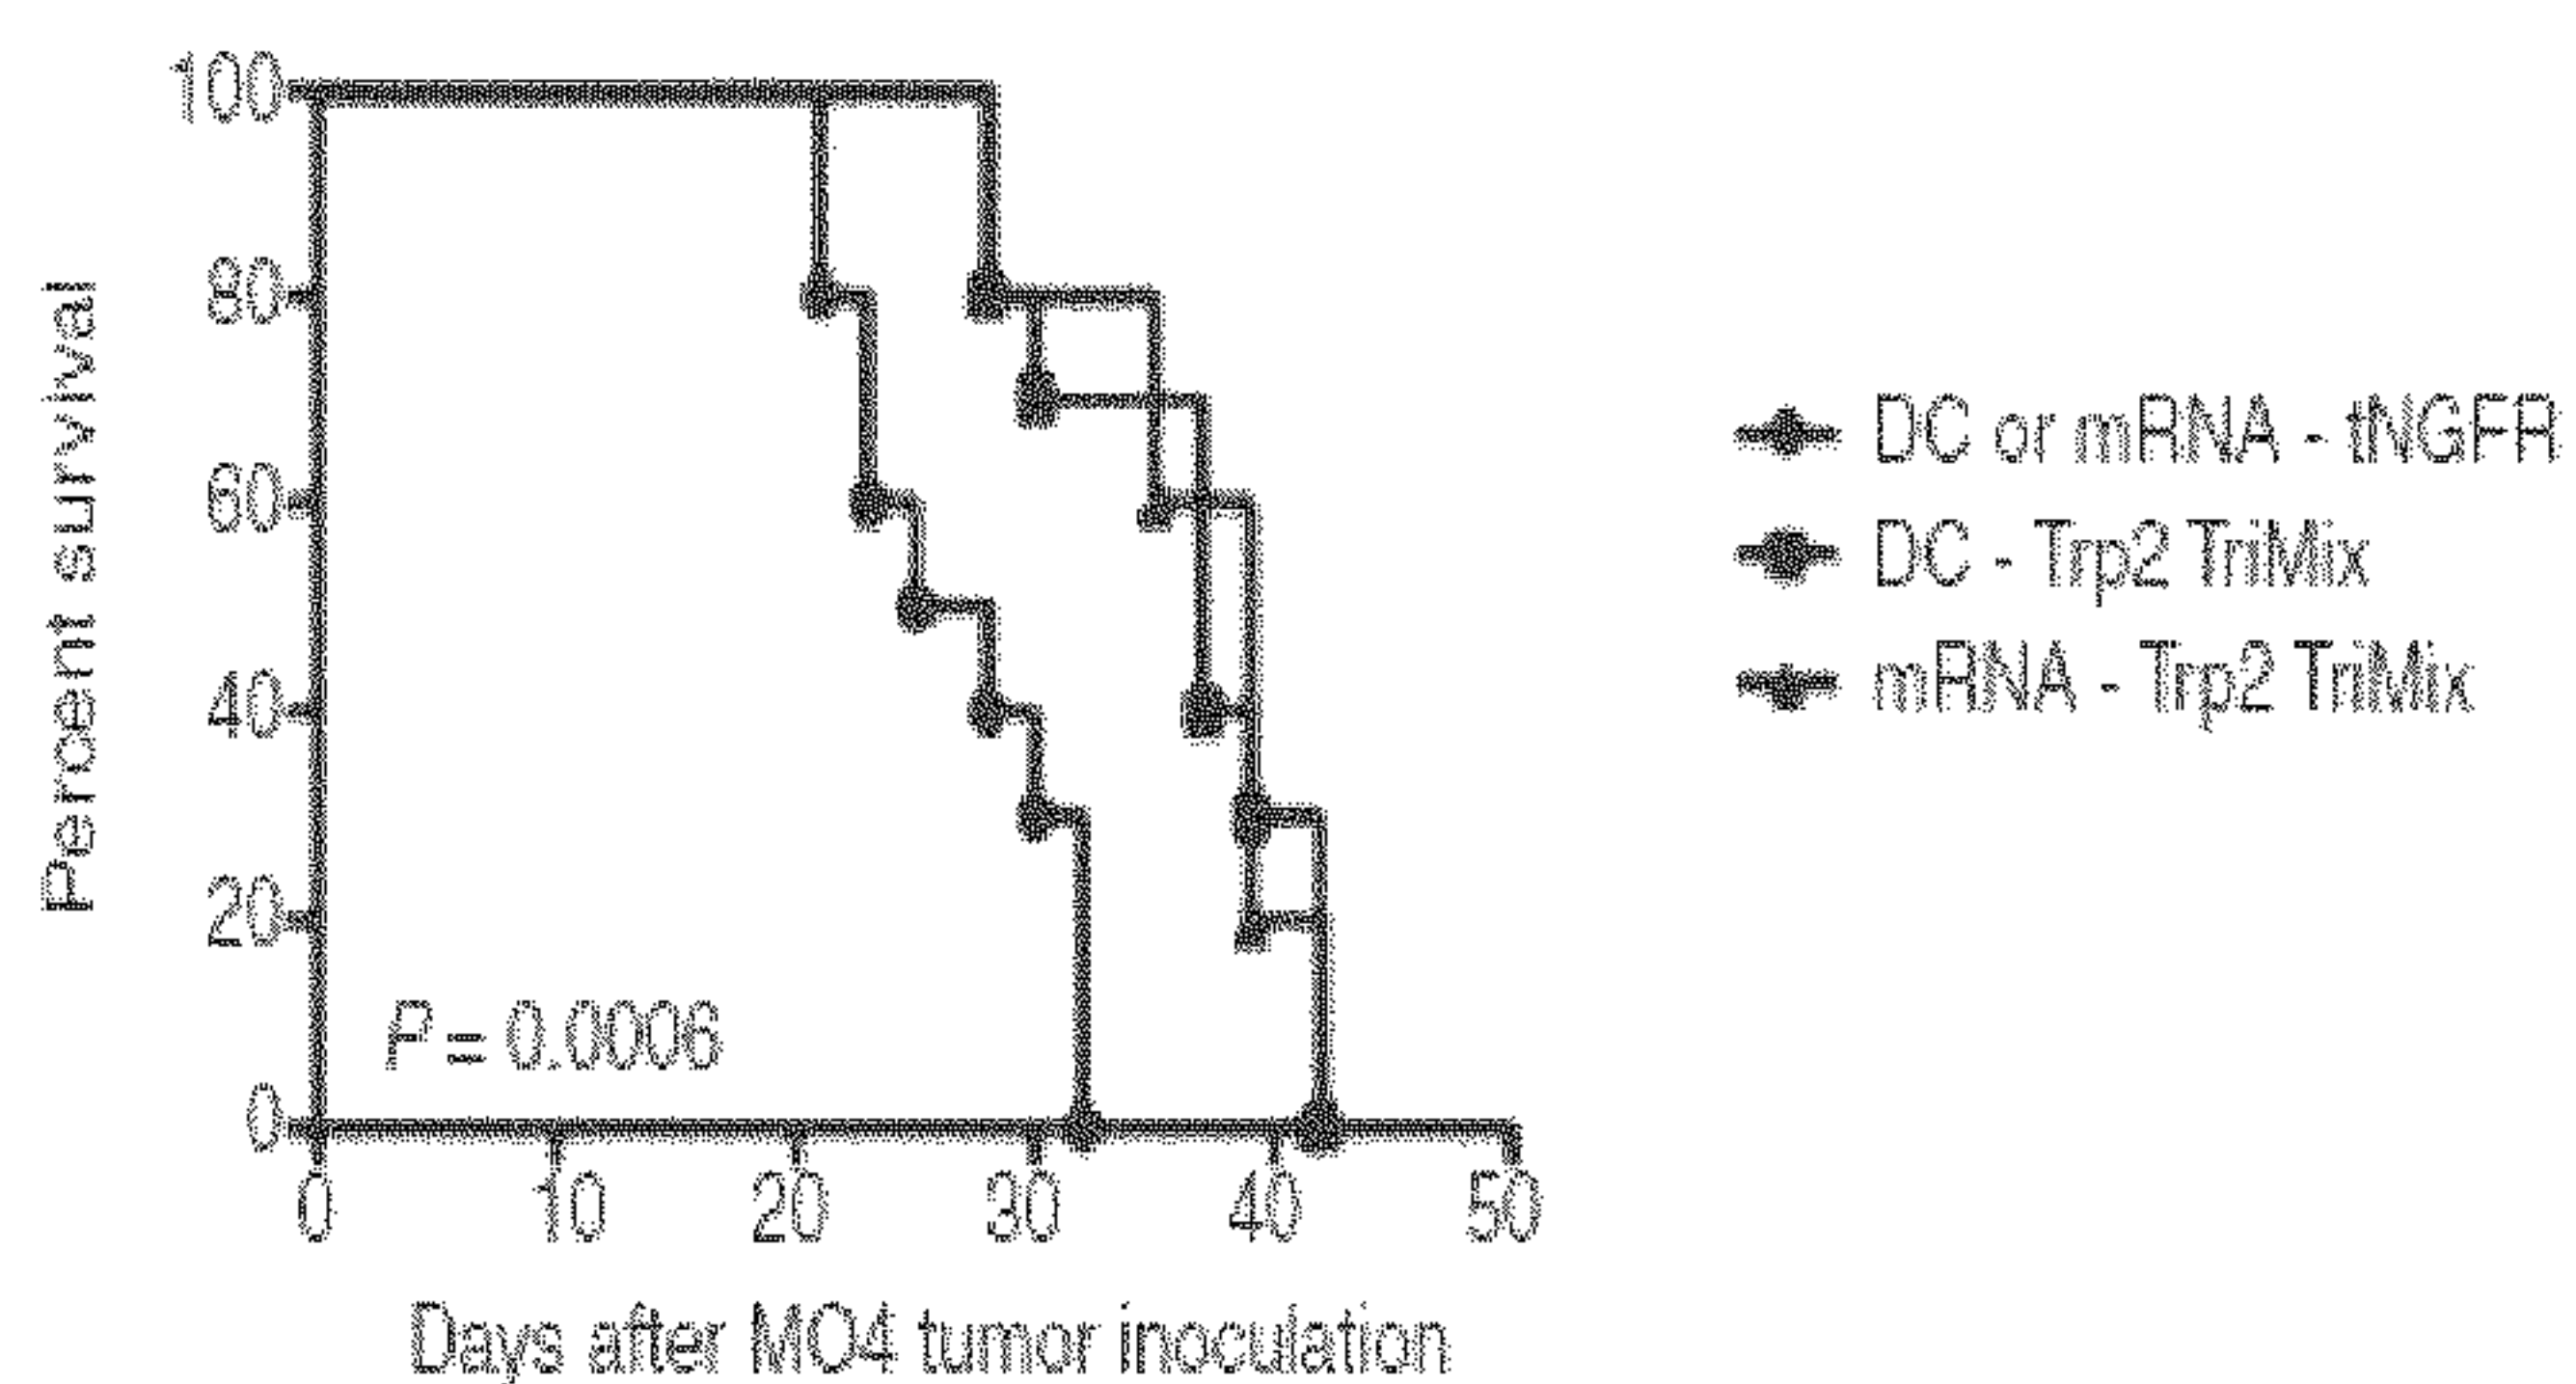 100
80
60
40
20
0
Percent survival
P = 0.0006
0 10 20 30 40 50
Days after MO4 tumor inoculation
DC or mRNA - tNGFR
DC - Trp2 TriMix
mRNA - Trp2 TriMix